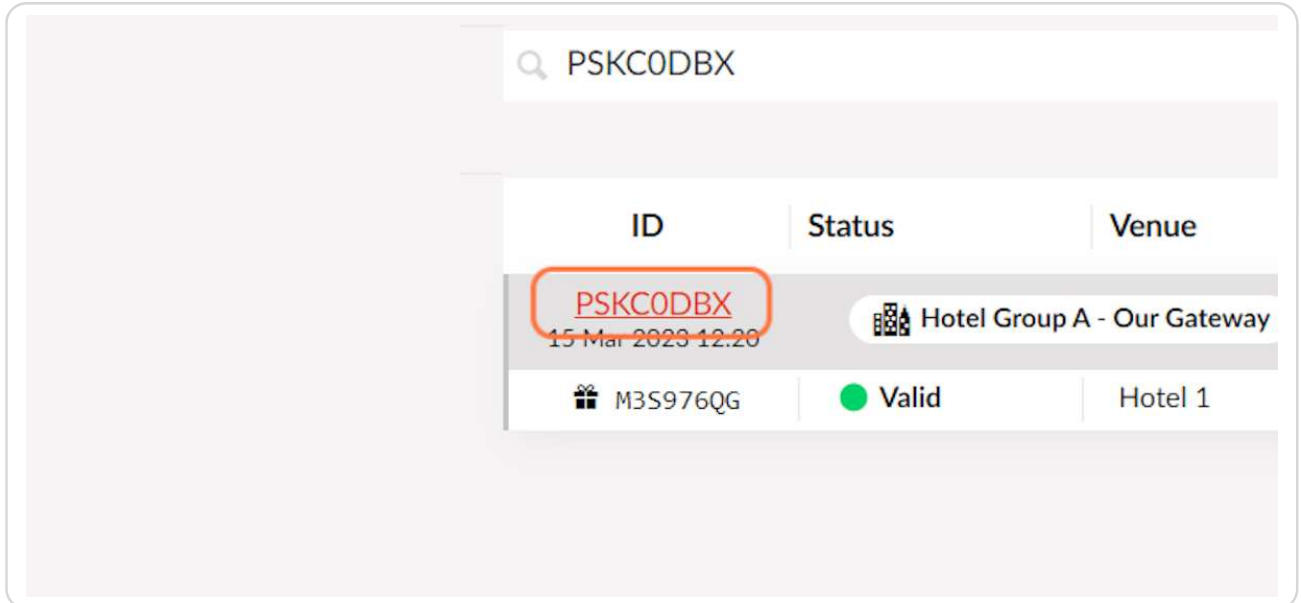 PSKC0DBX
ID Status Venue
PSKC0DBX
Hotel Group A - Our Gateway
15 Mar 2023 12:20
M3S976QG Valid Hotel 1